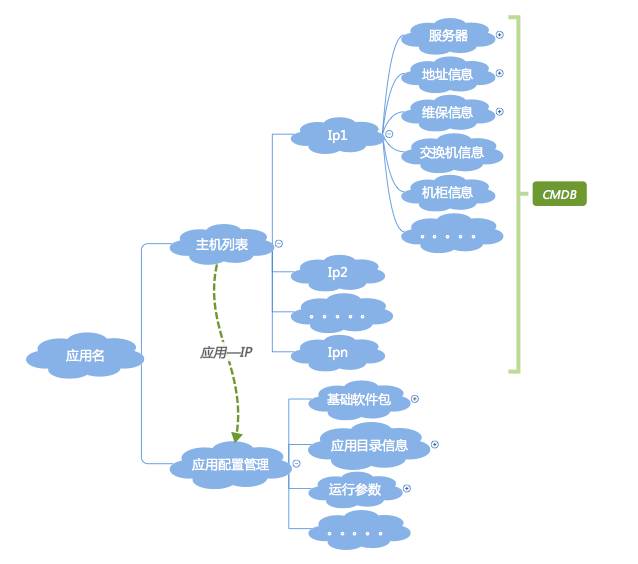 服务器
地址信息
维保信息
Ip1
交换机信息
机柜信息
。。。。。
CMDB
主机列表
Ip2
。。。。。
Ipn
应用—IP
应用名
基础软件包
应用目录信息
应用配置管理
运行参数
。。。。。